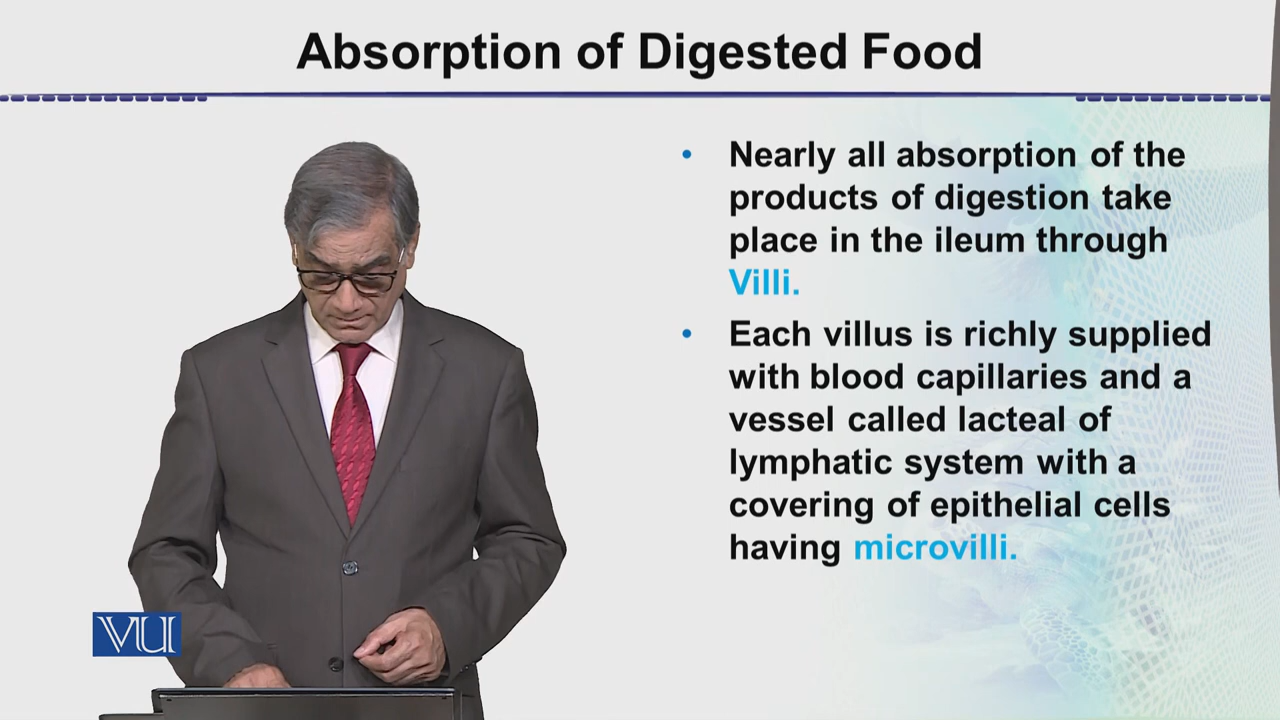 Absorption of Digested Food
• Nearly all absorption of the
products of digestion take
place in the ileum through
Villi.
• Each villus is richly supplied
with blood capillaries and a
vessel called lacteal of
lymphatic system with a
covering of epithelial cells
having microvilli.
VU